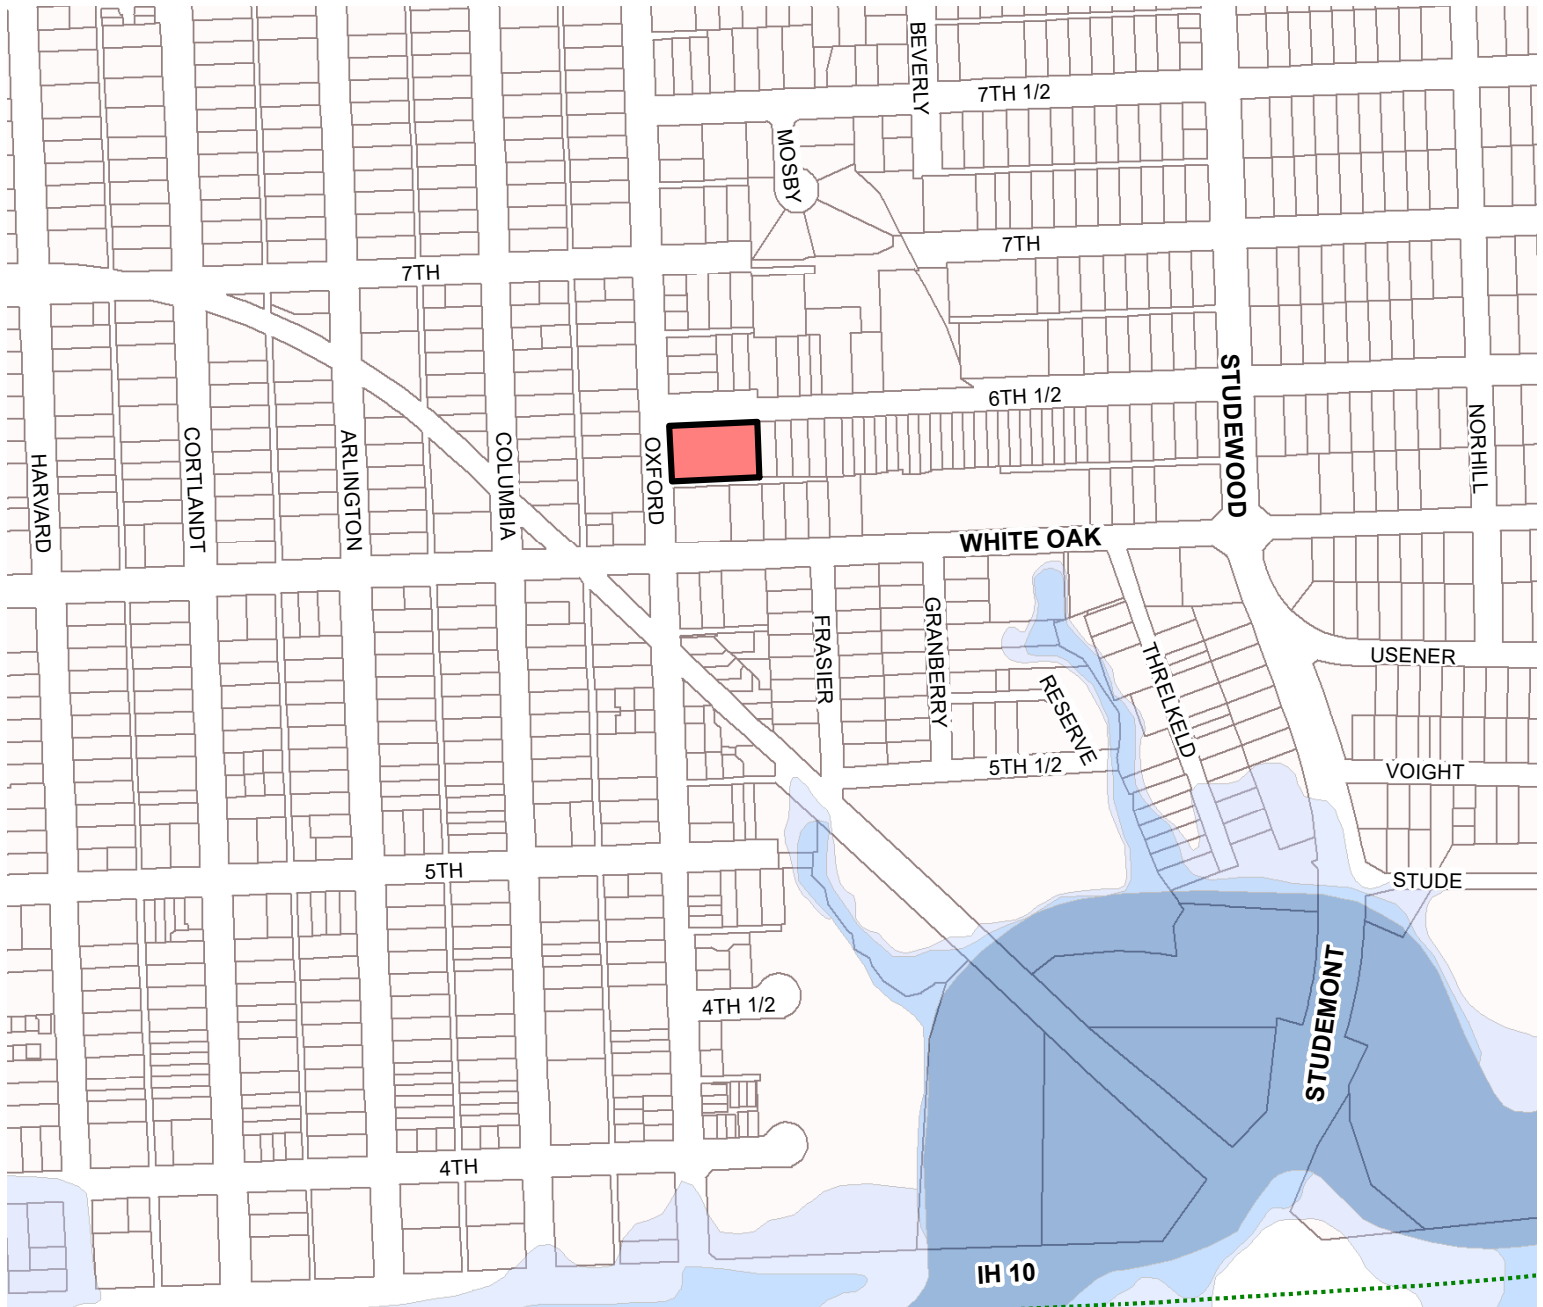 BEVERLY
7TH 1/2
MOSBY
7TH
7TH
STUDEWOOD
6TH 1/2
NORHILL
HARVARD
CORTLANDT
ARLINGTON
COLUMBIA
OXFORD
WHITE OAK
FRASIER
GRANBERRY
RESERVE
THRELKELD
USENER
5TH 1/2
VOIGHT
5TH
STUDE
STUDEMONT
4TH 1/2
4TH
IH 10